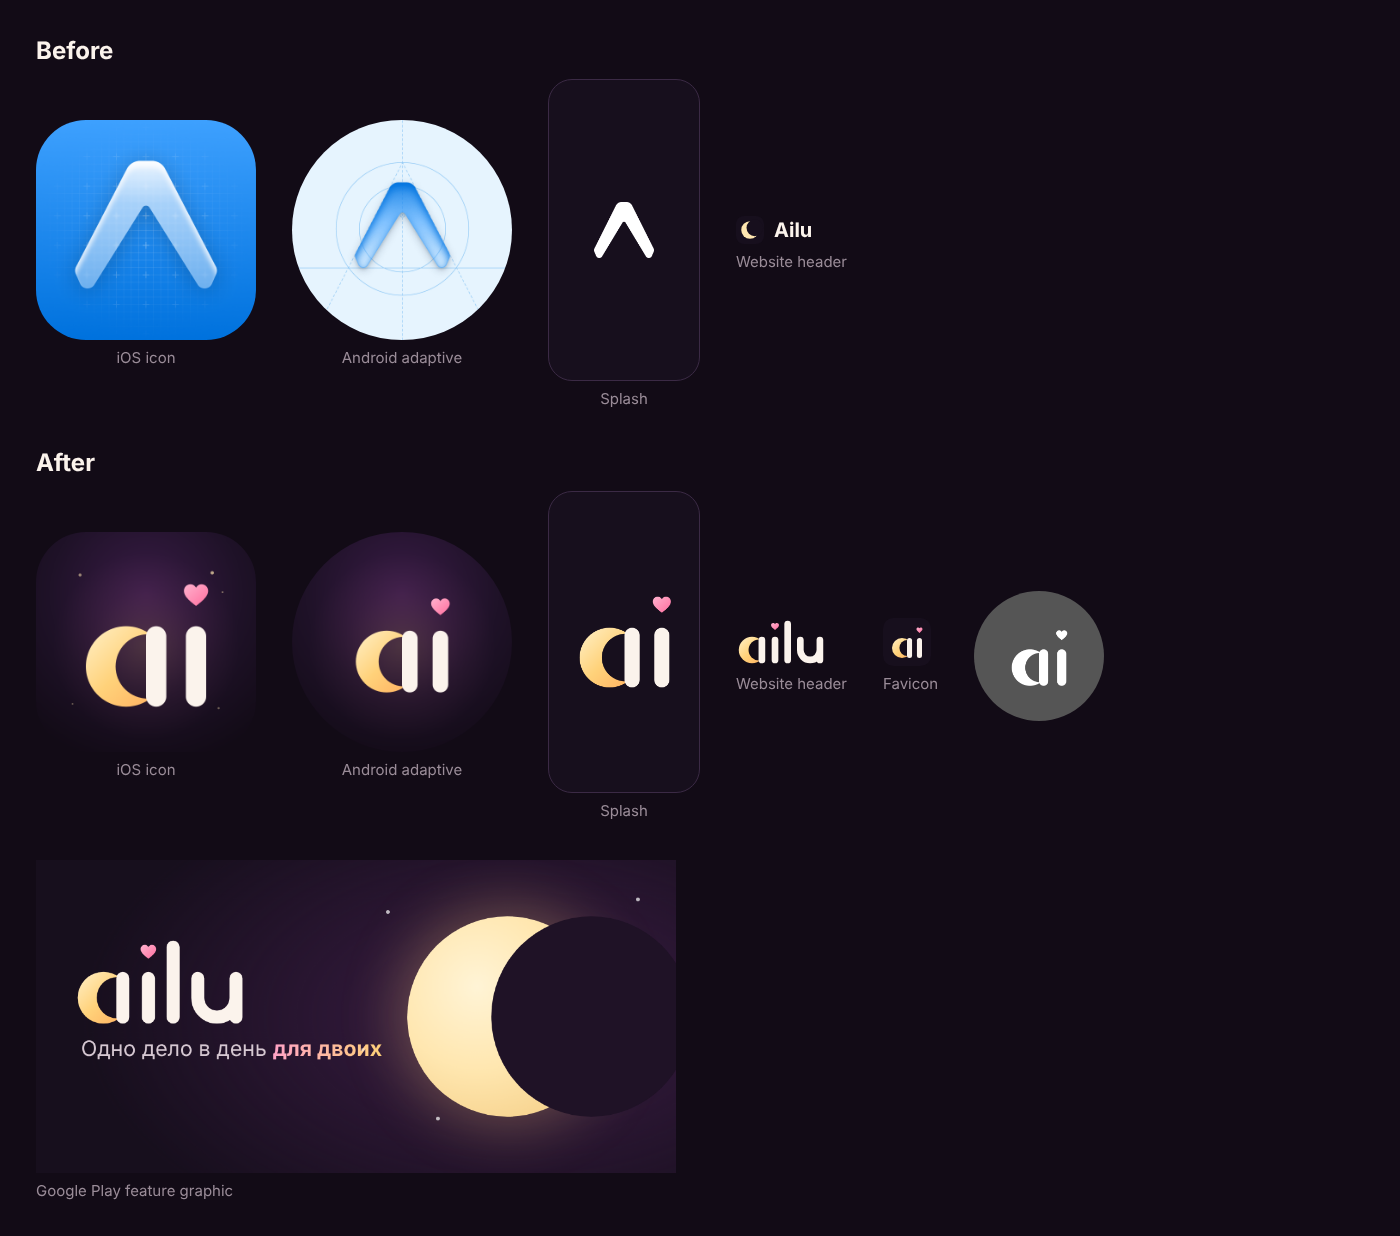 Before
Ailu
Website header
iOS icon
Android adaptive
Splash
After
ai
ai
ai
ailu
ai
ai
Website header
Favicon
iOS icon
Android adaptive
Splash
ailu
Одно дело в день для двоих
Google Play feature graphic